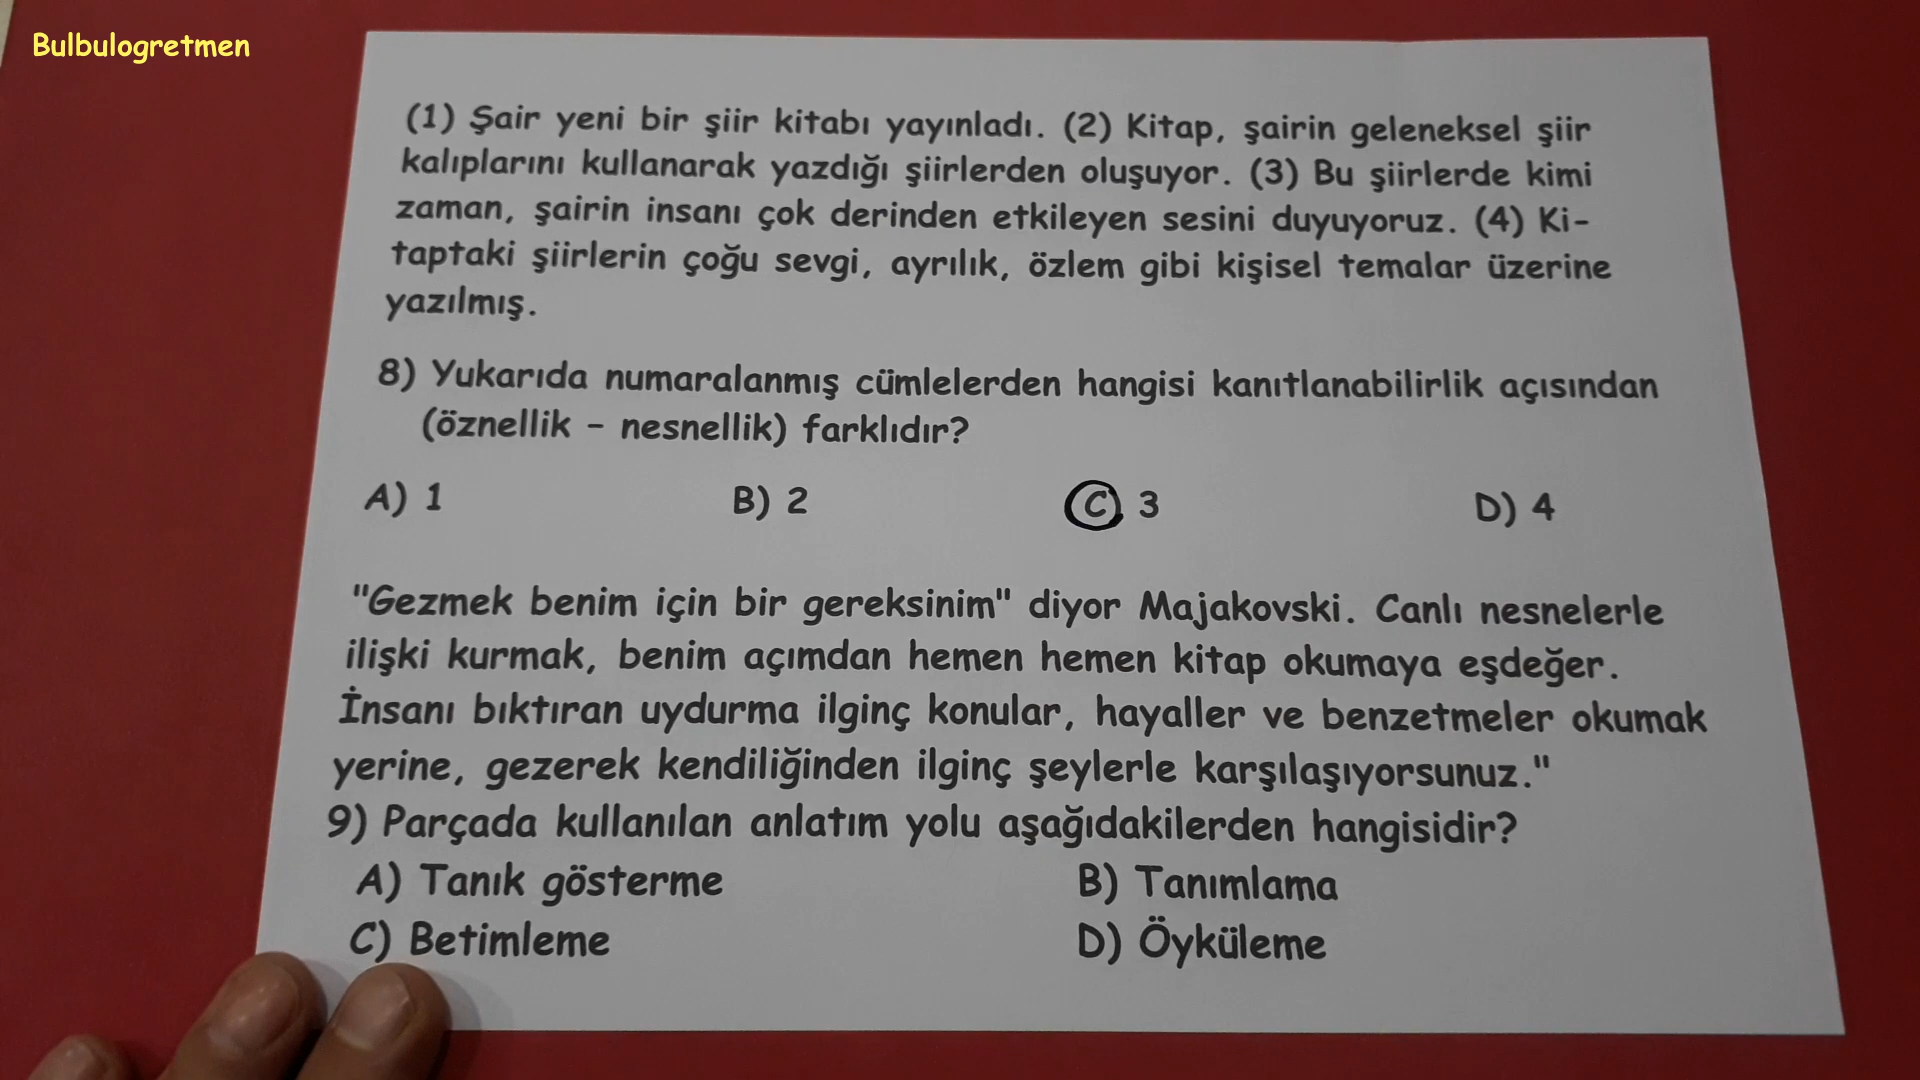 Bulbulogretmen
(1) Şair yeni bir şiir kitabı yayınladı. (2) Kitap, şairin geleneksel şiir
kalıplarını kullanarak yazdığı şiirlerden oluşuyor. (3) Bu şiirlerde kimi
zaman, şairin insanı çok derinden etkileyen sesini duyuyoruz. (4) Ki-
taptaki şiirlerin çoğu sevgi, ayrılık, özlem gibi kişisel temalar üzerine
yazılmış.
8) Yukarıda numaralanmış cümlelerden hangisi kanıtlanabilirlik açısından
(öznellik - nesnellik) farklıdır?
A) 1 B) 2 C) 3 D) 4
"Gezmek benim için bir gereksinim" diyor Majakovski. Canlı nesnelerle
ilişki kurmak, benim açımdan hemen hemen kitap okumaya eşdeğer.
İnsanı bıktıran uydurma ilginç konular, hayaller ve benzetmeler okumak
yerine, gezerek kendiliğinden ilginç şeylerle karşılaşıyorsunuz."
9) Parçada kullanılan anlatım yolu aşağıdakilerden hangisidir?
A) Tanık gösterme B) Tanımlama
C) Betimleme D) Öyküleme